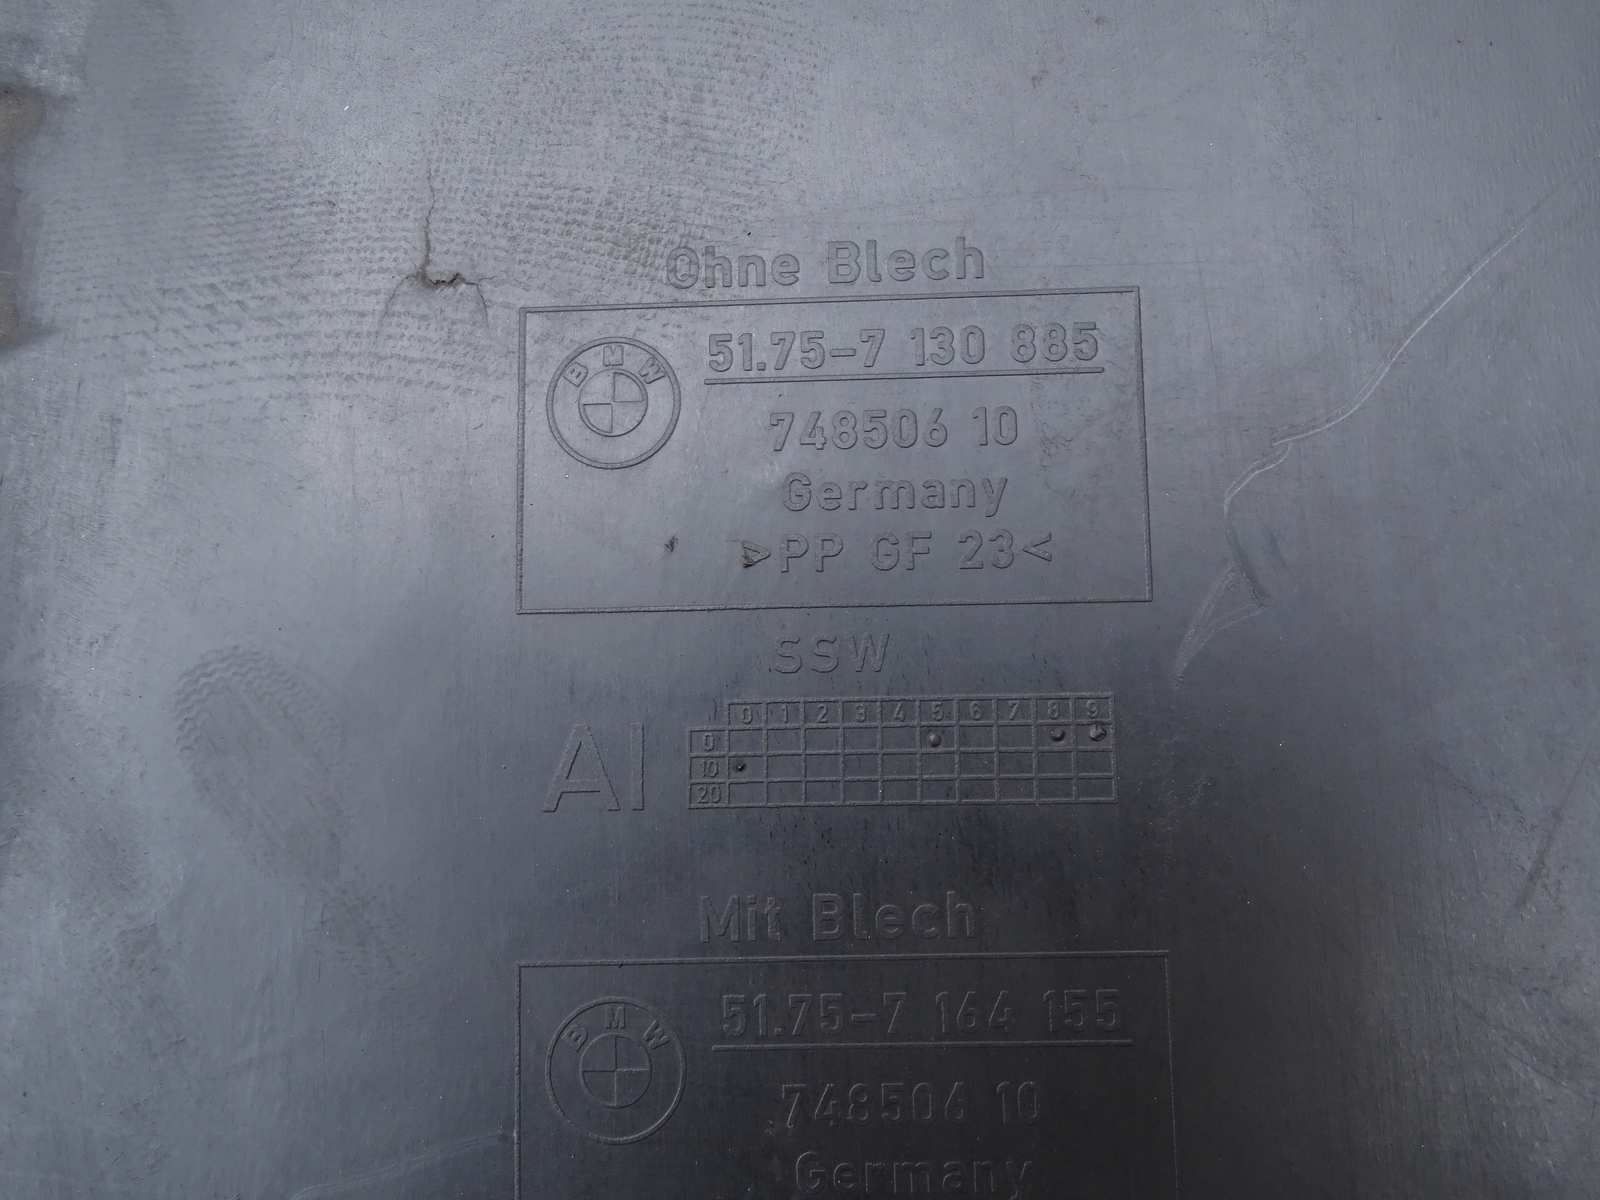 Ohne Blech
BMW
51.75-7 130 885
748506 10
Germany
>PP GF 23<
SSW
AI
0 1 2 3 4 5 6 7 8 9
0
10
20
Mit Blech
BMW
51.75-7 164 155
748506 10
Germany